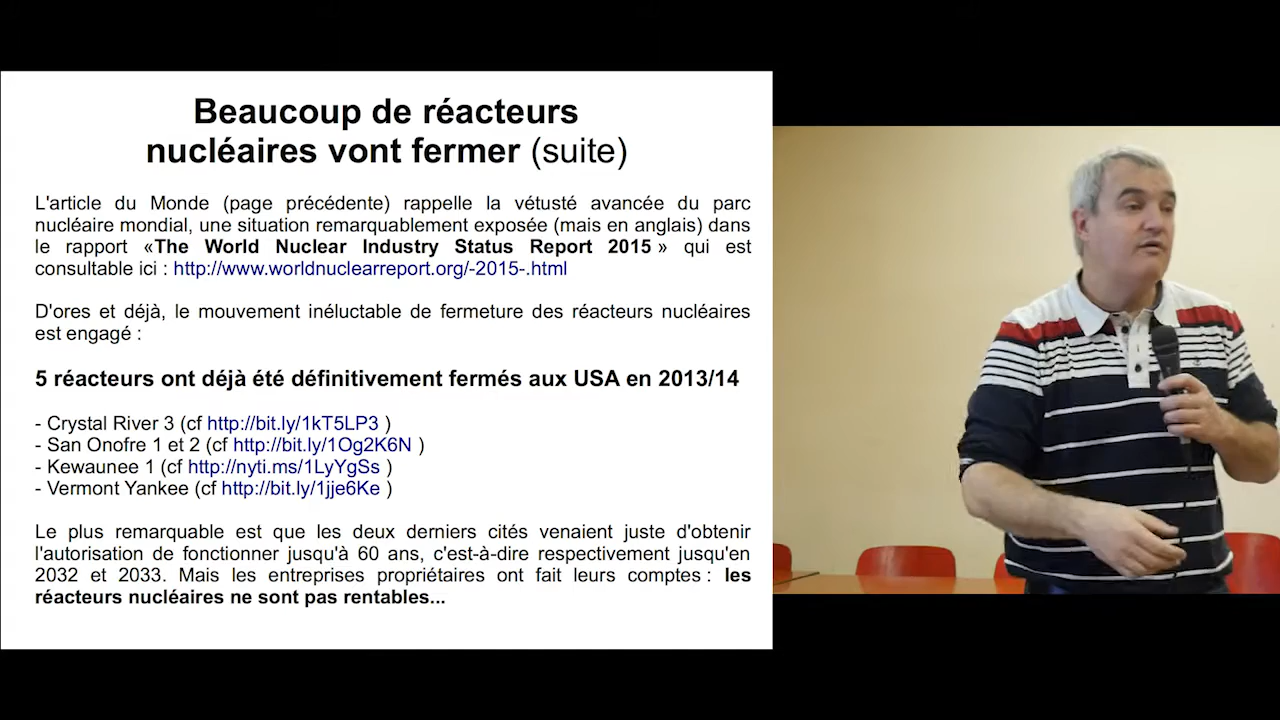 Beaucoup de réacteurs
nucléaires vont fermer (suite)
L'article du Monde (page précédente) rappelle la vétusté avancée du parc
nucléaire mondial, une situation remarquablement exposée (mais en anglais) dans
le rapport «The World Nuclear Industry Status Report 2015 » qui est
consultable ici : http://www.worldnuclearreport.org/-2015-.html
D'ores et déjà, le mouvement inéluctable de fermeture des réacteurs nucléaires
est engagé :
5 réacteurs ont déjà été définitivement fermés aux USA en 2013/14
- Crystal River 3 (cf http://bit.ly/1kT5LP3 )
- San Onofre 1 et 2 (cf http://bit.ly/1Og2K6N )
- Kewaunee 1 (cf http://nyti.ms/1LyYgSs )
- Vermont Yankee (cf http://bit.ly/1jje6Ke )
Le plus remarquable est que les deux derniers cités venaient juste d'obtenir
l'autorisation de fonctionner jusqu'à 60 ans, c'est-à-dire respectivement jusqu'en
2032 et 2033. Mais les entreprises propriétaires ont fait leurs comptes : les
réacteurs nucléaires ne sont pas rentables...